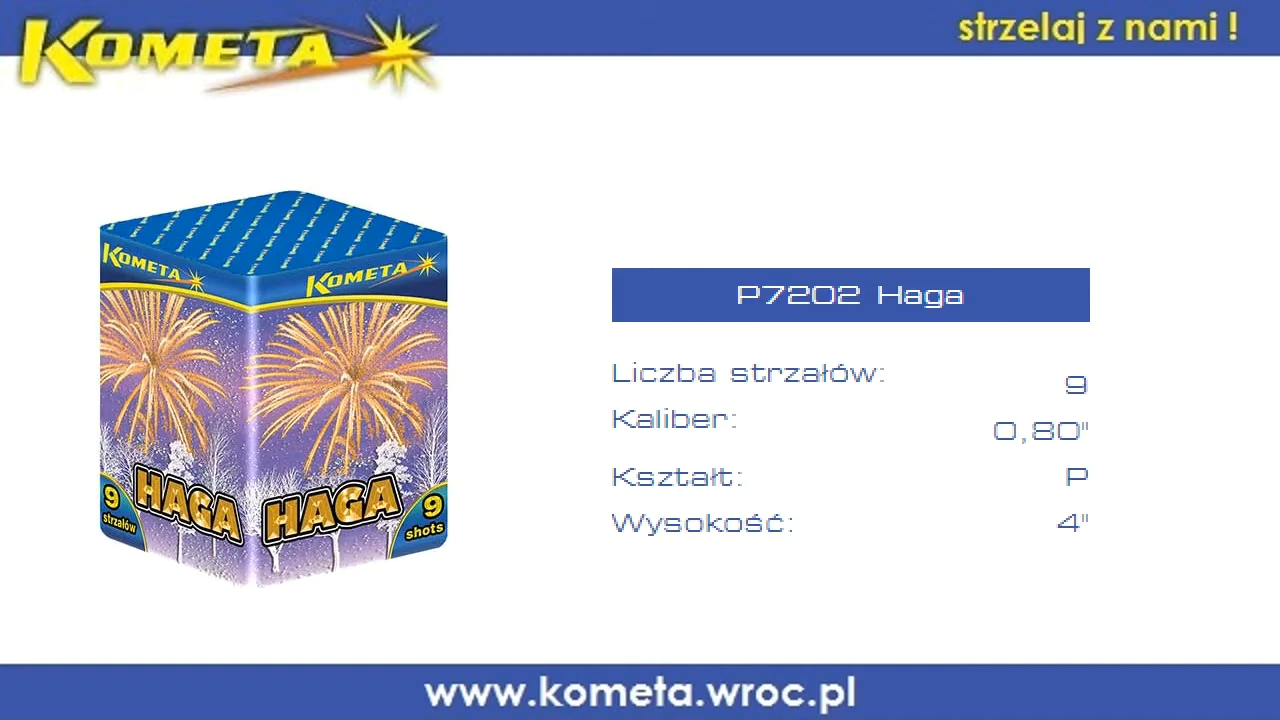 KOMETA
strzelaj z nami !
KOMETA
KOMETA
HAGA
HAGA
9
strzałów
9
shots
P7202 Haga
Liczba strzałów:
9
Kaliber:
0,80"
Kształt:
P
Wysokość:
4"
www.kometa.wroc.pl